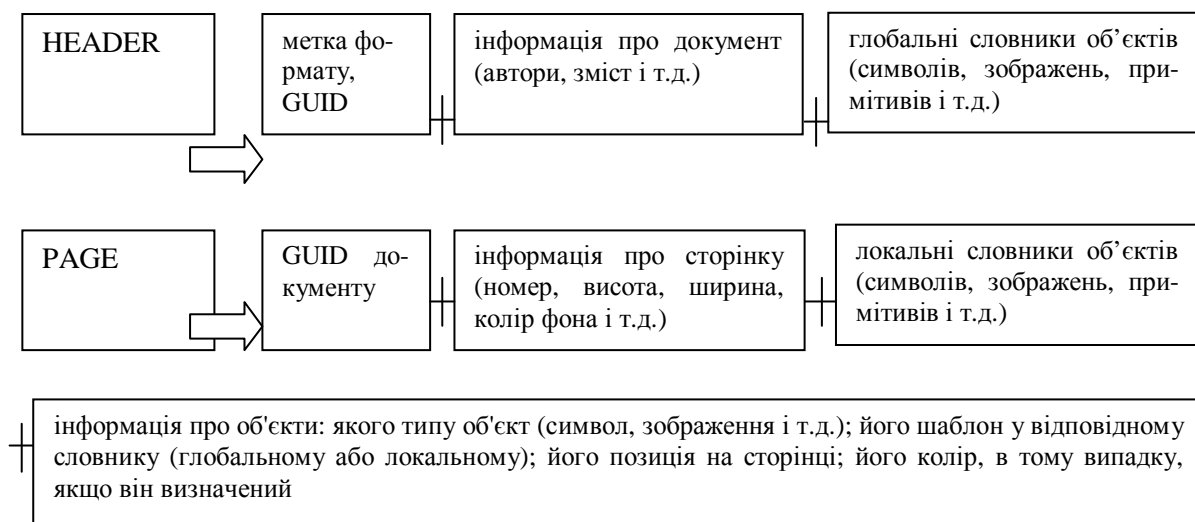 HEADER
метка фо-
рмату,
GUID
інформація про документ
(автори, зміст і т.д.)
глобальні словники об’єктів
(символів, зображень, при-
мітивів і т.д.)
PAGE
GUID до-
кументу
інформація про сторінку
(номер, висота, ширина,
колір фона і т.д.)
локальні словники об’єктів
(символів, зображень, при-
мітивів і т.д.)
інформація про об'єкти: якого типу об'єкт (символ, зображення і т.д.); його шаблон у відповідному
словнику (глобальному або локальному); його позиція на сторінці; його колір, в тому випадку,
якщо він визначений